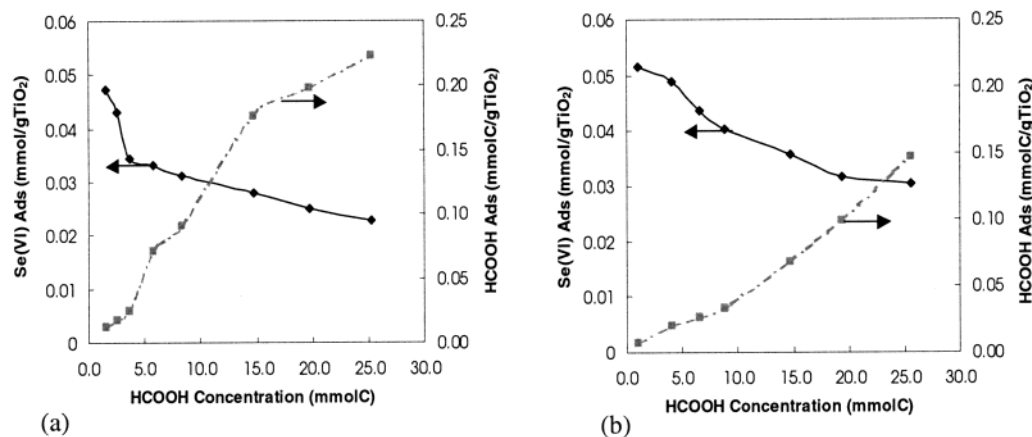 0.06
0.05
0.04
0.03
0.02
0.01
0
Se(VI) Ads (mmol/gTiO2)
0.25
0.20
0.15
0.10
0.05
0.00
HCOOH Ads (mmolC/gTiO2)
0.0 5.0 10.0 15.0 20.0 25.0 30.0
HCOOH Concentration (mmolC)
(a)
0.06
0.05
0.04
0.03
0.02
0.01
0
Se(VI) Ads (mmol/gTiO2)
0.25
0.20
0.15
0.10
0.05
0.00
HCOOH Ads (mmolC/gTiO2)
0.0 5.0 10.0 15.0 20.0 25.0 30.0
HCOOH Concentration (mmolC)
(b)